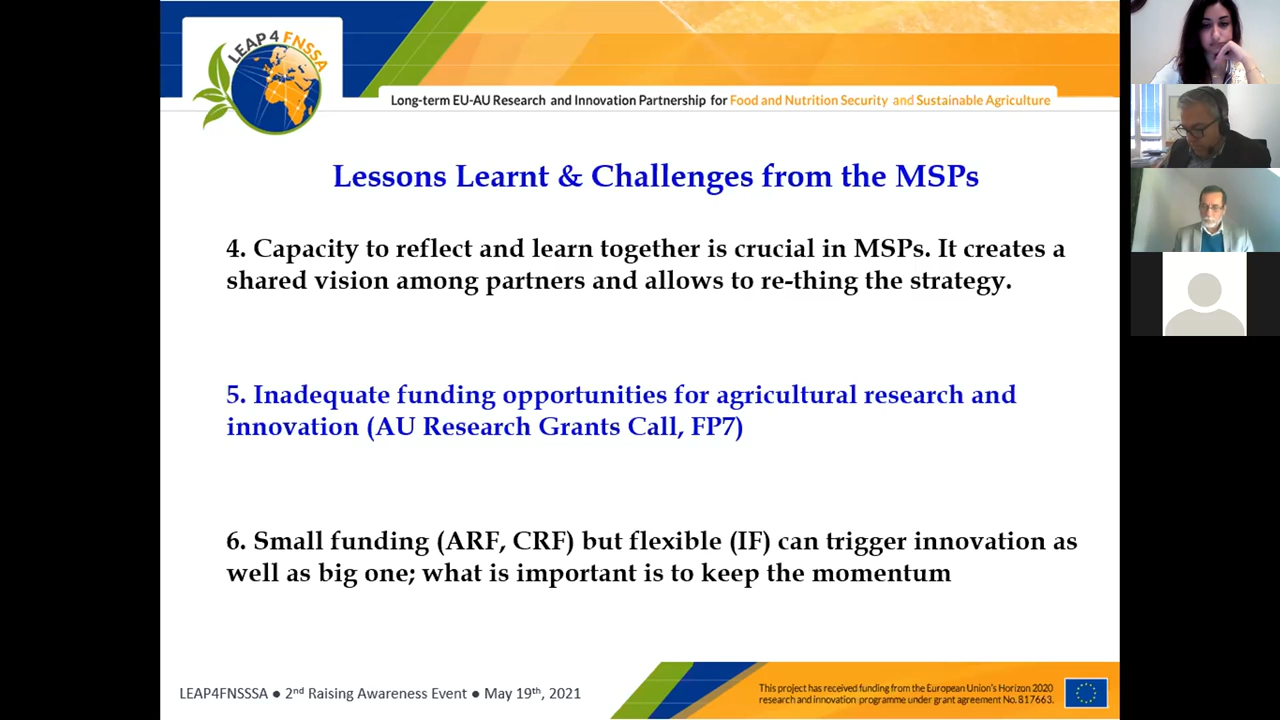 LEAP 4 FNSSA
Long-term EU-AU Research and Innovation Partnership for Food and Nutrition Security and Sustainable Agriculture
Lessons Learnt & Challenges from the MSPs
4. Capacity to reflect and learn together is crucial in MSPs. It creates a
shared vision among partners and allows to re-thing the strategy.
5. Inadequate funding opportunities for agricultural research and
innovation (AU Research Grants Call, FP7)
6. Small funding (ARF, CRF) but flexible (IF) can trigger innovation as
well as big one; what is important is to keep the momentum
LEAP4FNSSSA ● 2nd Raising Awareness Event ● May 19th, 2021
This project has received funding from the European Union's Horizon 2020
research and innovation programme under grant agreement No.817663.